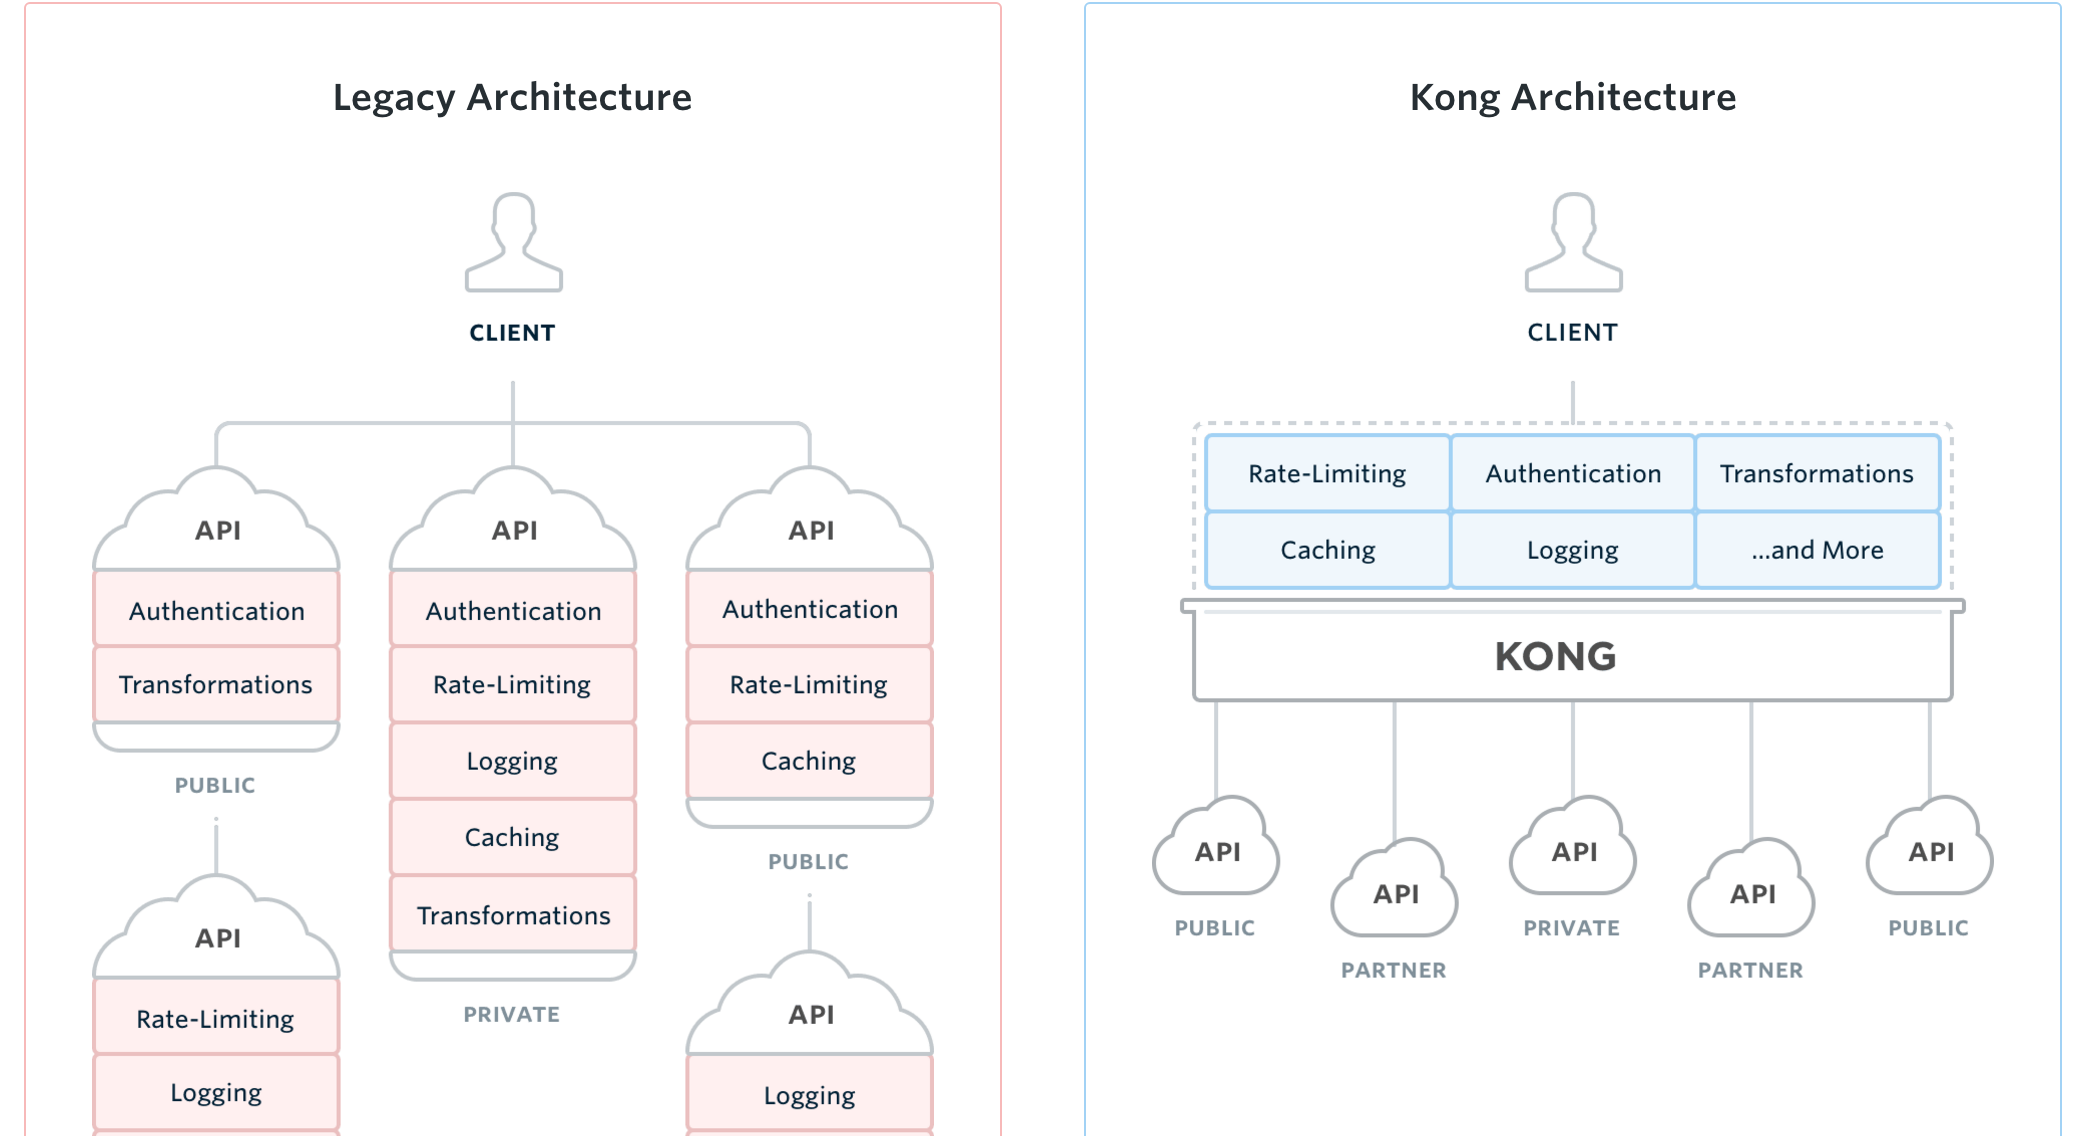 Legacy Architecture
CLIENT
API
Authentication
Transformations
PUBLIC
API
Rate-Limiting
Logging
API
Authentication
Rate-Limiting
Logging
Caching
Transformations
PRIVATE
API
Authentication
Rate-Limiting
Caching
PUBLIC
API
Logging
Kong Architecture
CLIENT
Rate-Limiting
Authentication
Transformations
Caching
Logging
...and More
KONG
API
PUBLIC
API
PARTNER
API
PRIVATE
API
PARTNER
API
PUBLIC